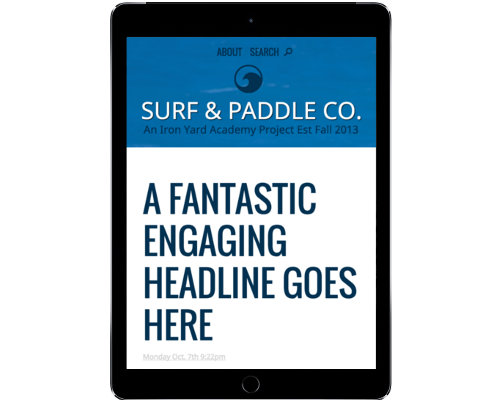 ABOUT SEARCH
SURF & PADDLE CO.
An Iron Yard Academy Project Est Fall 2013
A FANTASTIC
ENGAGING
HEADLINE GOES
HERE
Monday Oct, 7th 9:22pm